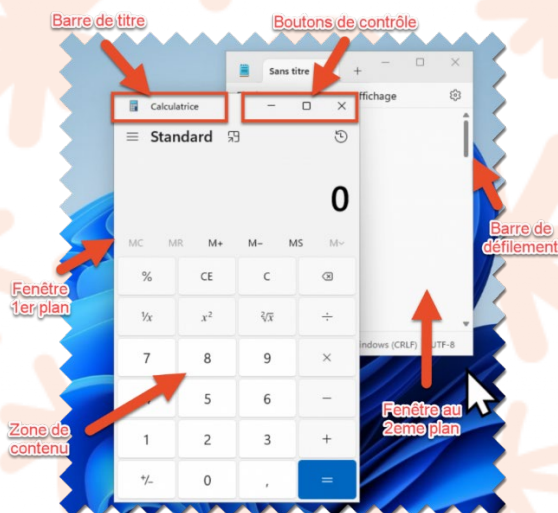 Barre de titre
Boutons de contrôle
Sans titre
Calculatrice
ffichage
Standard
0
MC MR M+ M− MS M˅
Barre de
défilement
% CE C
Fenêtre
1er plan
¹/x x² ²√x ÷
ndows (CRLF) UTF-8
7 8 9 ×
5 6 −
Fenêtre au
2eme plan
Zone de
contenu
1 2 3 +
+/− 0 , =